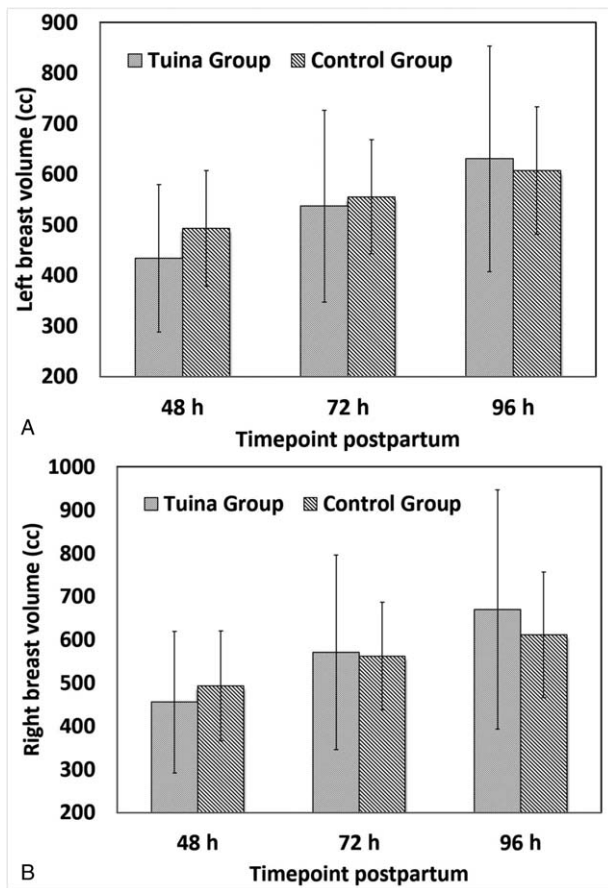 900
800
700
600
500
400
300
200
Left breast volume (cc)
Tuina Group Control Group
48 h 72 h 96 h
Timepoint postpartum
A
1000
900
800
700
600
500
400
300
200
Right breast volume (cc)
Tuina Group Control Group
48 h 72 h 96 h
Timepoint postpartum
B